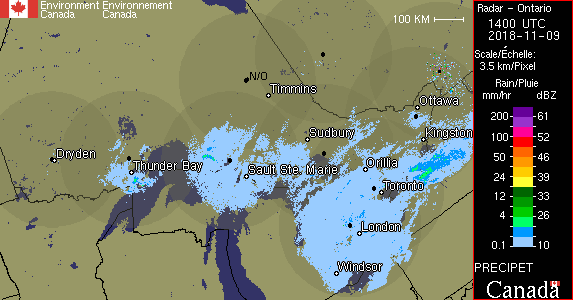 Environment Environnement
Canada Canada
100 KM
N/O
Timmins
Ottawa
Sudbury
Kingston
Dryden
Thunder Bay
Sault Ste. Marie
Orillia
Toronto
London
Windsor
Radar - Ontario
1400 UTC
2018-11-09
Scale/Échelle:
3.5 km/Pixel
Rain/Pluie
mm/hr dBZ
200 61
100 52
50 46
24 39
12 33
4 26
0.1 10
PRECIPET
Canada